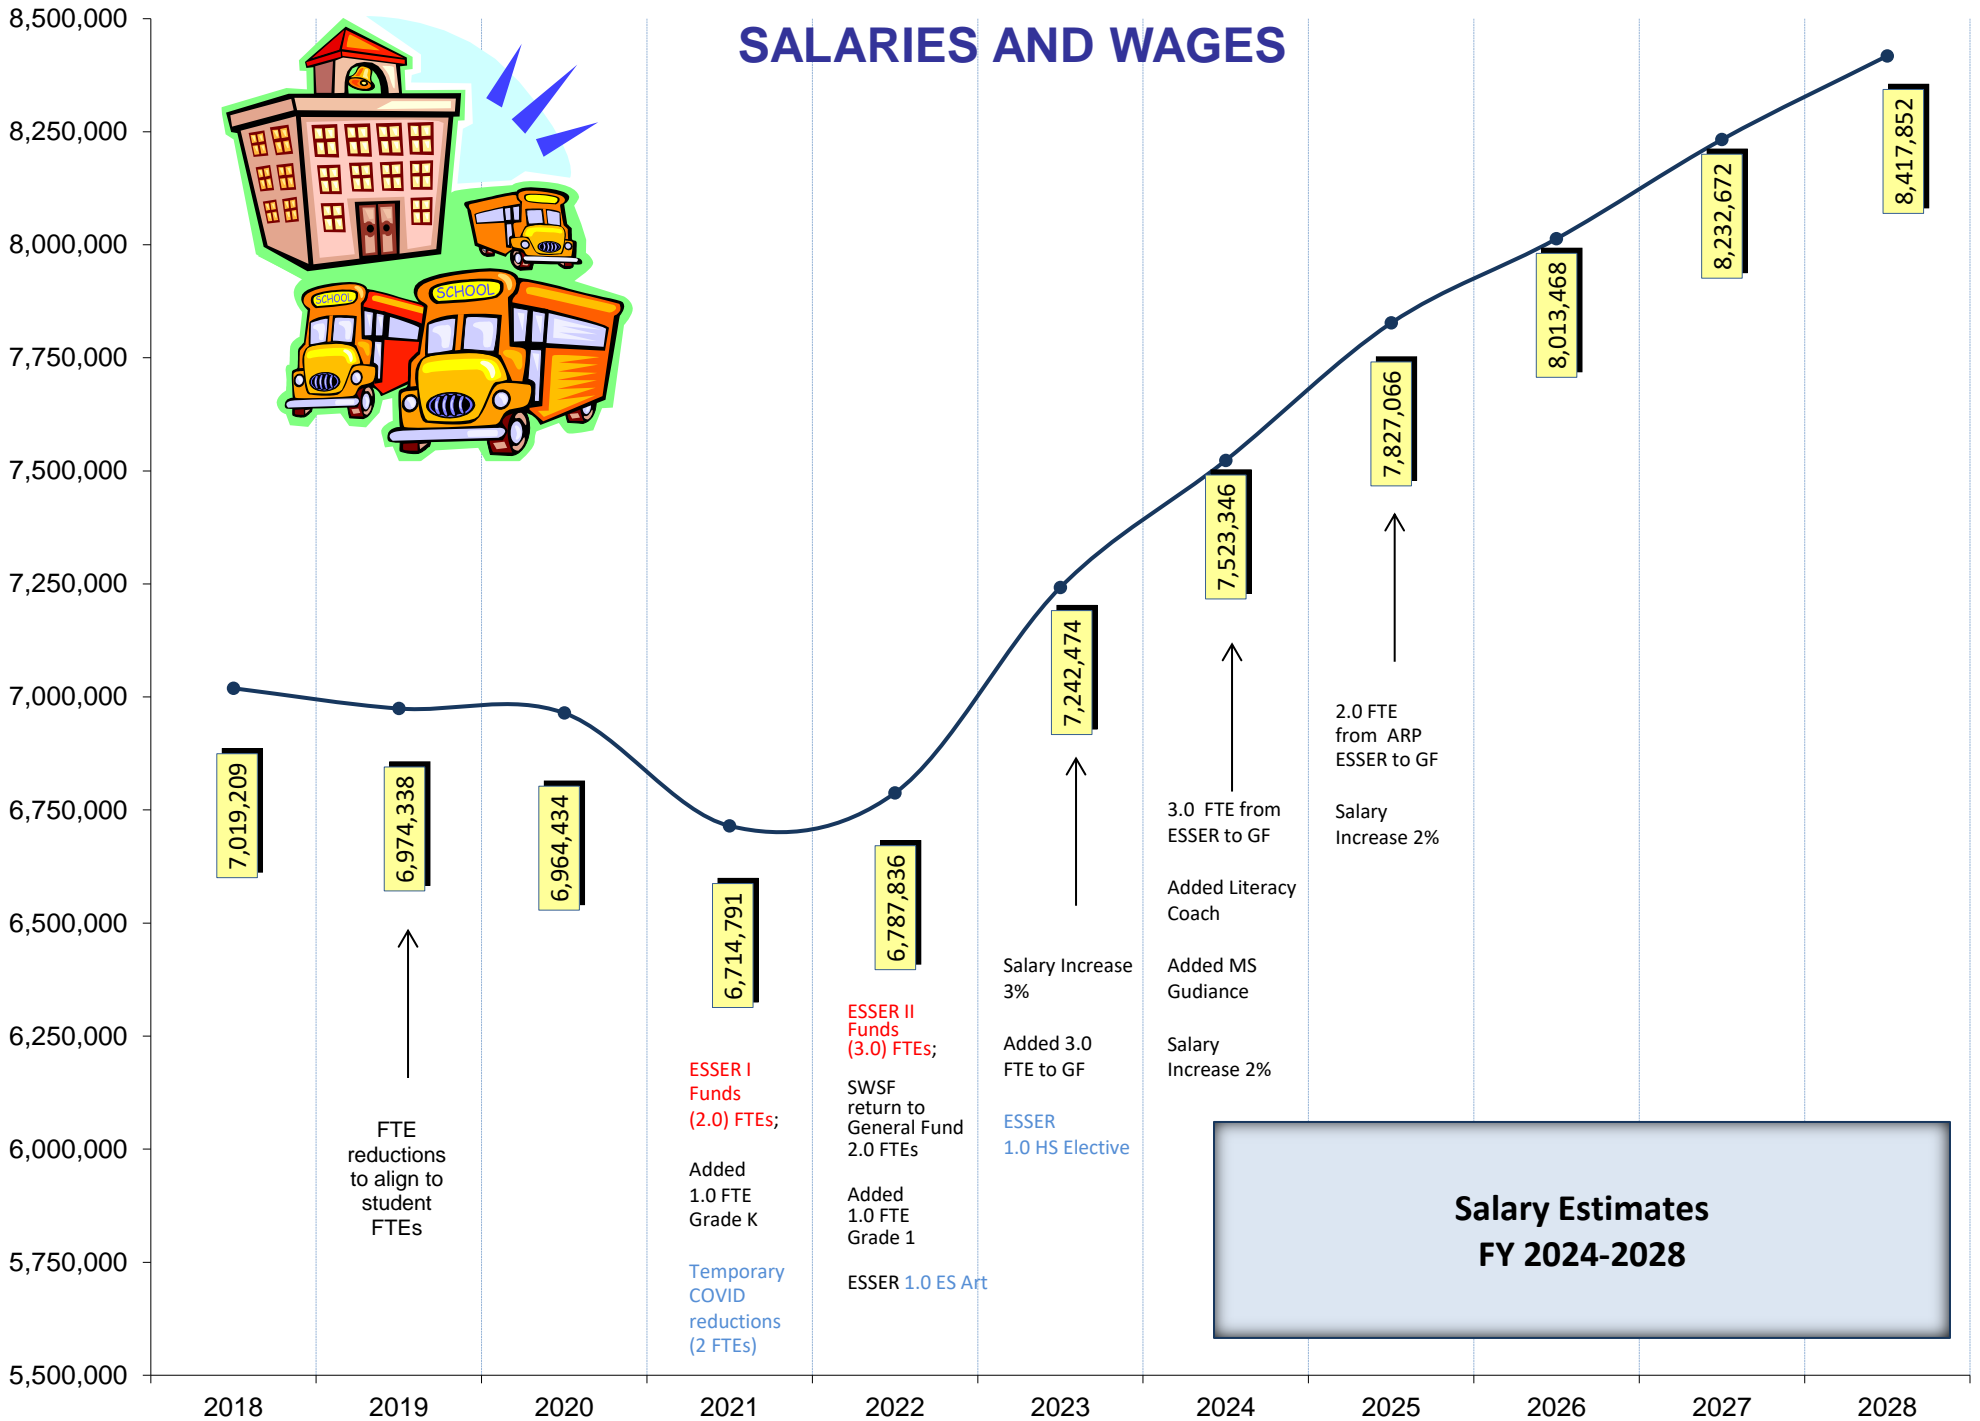 SALARIES AND WAGES
8,500,000
8,250,000
8,000,000
7,750,000
7,500,000
7,250,000
7,000,000
6,750,000
6,500,000
6,250,000
6,000,000
5,750,000
5,500,000
SCHOOL
SCHOOL
7,019,209
6,974,338
6,964,434
6,714,791
6,787,836
7,242,474
7,523,346
7,827,066
8,013,468
8,232,672
8,417,852
FTE
reductions
to align to
student
FTEs
ESSER I
Funds
(2.0) FTEs;
Added
1.0 FTE
Grade K
Temporary
COVID
reductions
(2 FTEs)
ESSER II
Funds
(3.0) FTEs;
SWSF
return to
General Fund
2.0 FTEs
Added
1.0 FTE
Grade 1
ESSER 1.0 ES Art
Salary Increase
3%
Added 3.0
FTE to GF
ESSER
1.0 HS Elective
3.0 FTE from
ESSER to GF
Added Literacy
Coach
Added MS
Gudiance
Salary
Increase 2%
2.0 FTE
from ARP
ESSER to GF
Salary
Increase 2%
Salary Estimates
FY 2024-2028
2018
2019
2020
2021
2022
2023
2024
2025
2026
2027
2028